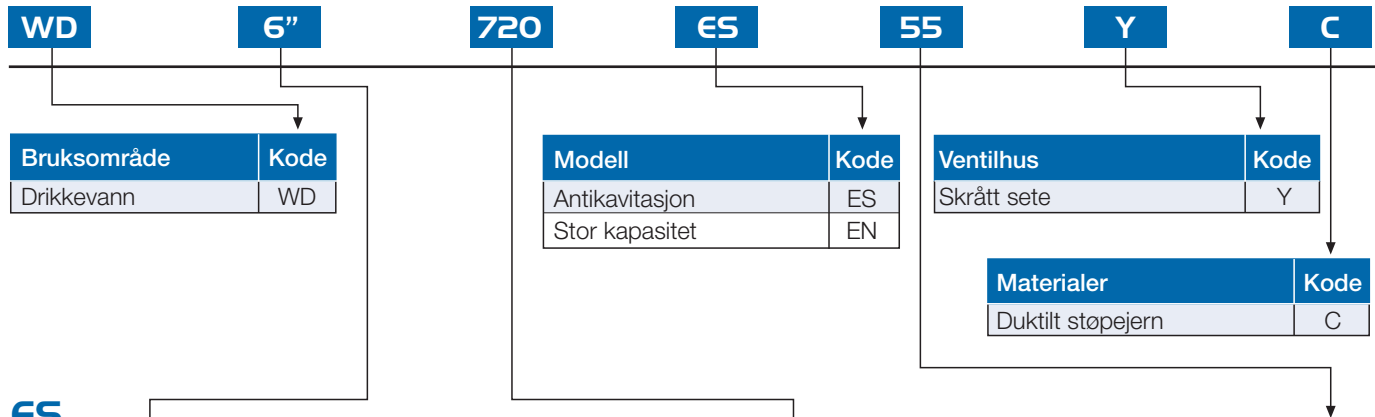 WD 6” 720 ES 55 Y C
Bruksområde Kode
Drikkevann WD
Modell Kode
Antikavitasjon ES
Stor kapasitet EN
Ventilhus Kode
Skrått sete Y
Materialer Kode
Duktilt støpejern C
ES